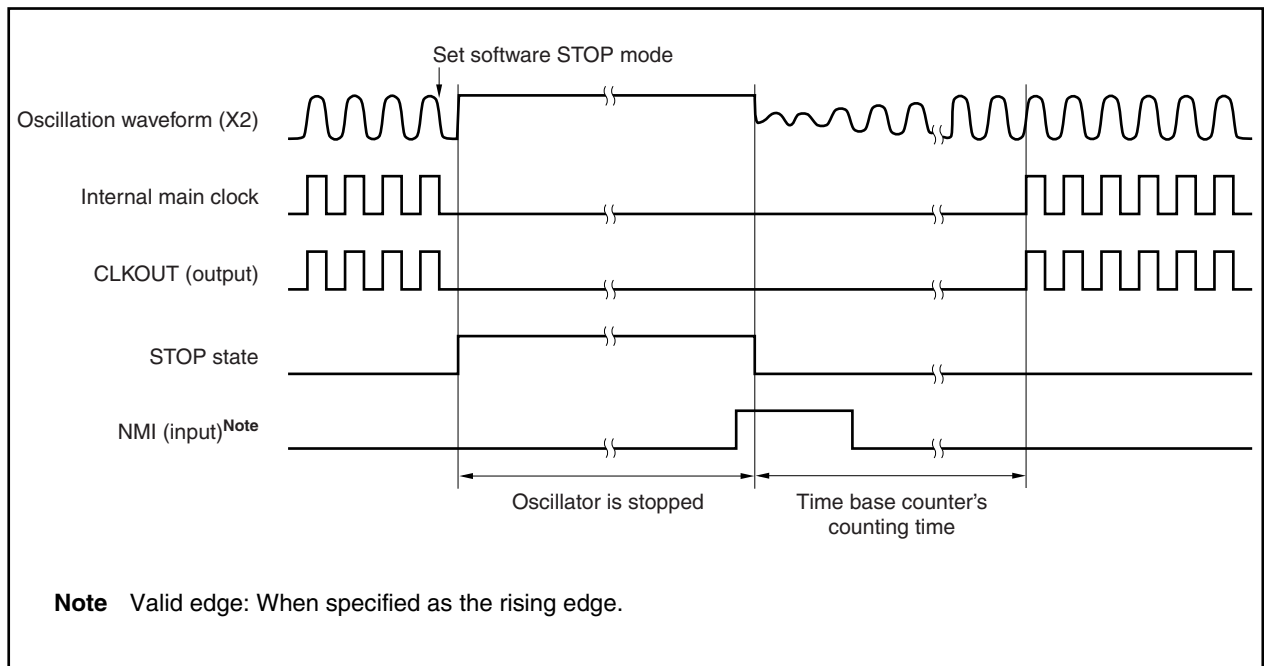 Set software STOP mode
Oscillation waveform (X2)
Internal main clock
CLKOUT (output)
STOP state
NMI (input)Note
Oscillator is stopped
Time base counter's
counting time
Note Valid edge: When specified as the rising edge.